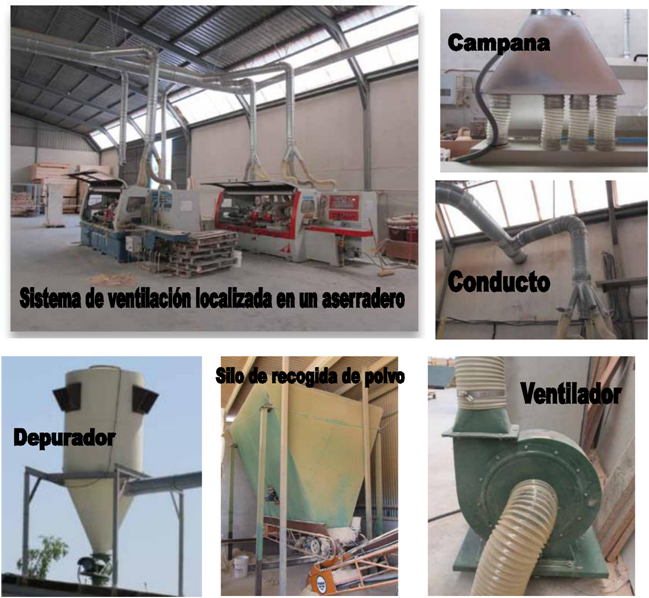 Sistema de ventilación localizada en un aserradero
Campana
Conducto
Depurador
Silo de recogida de polvo
Ventilador